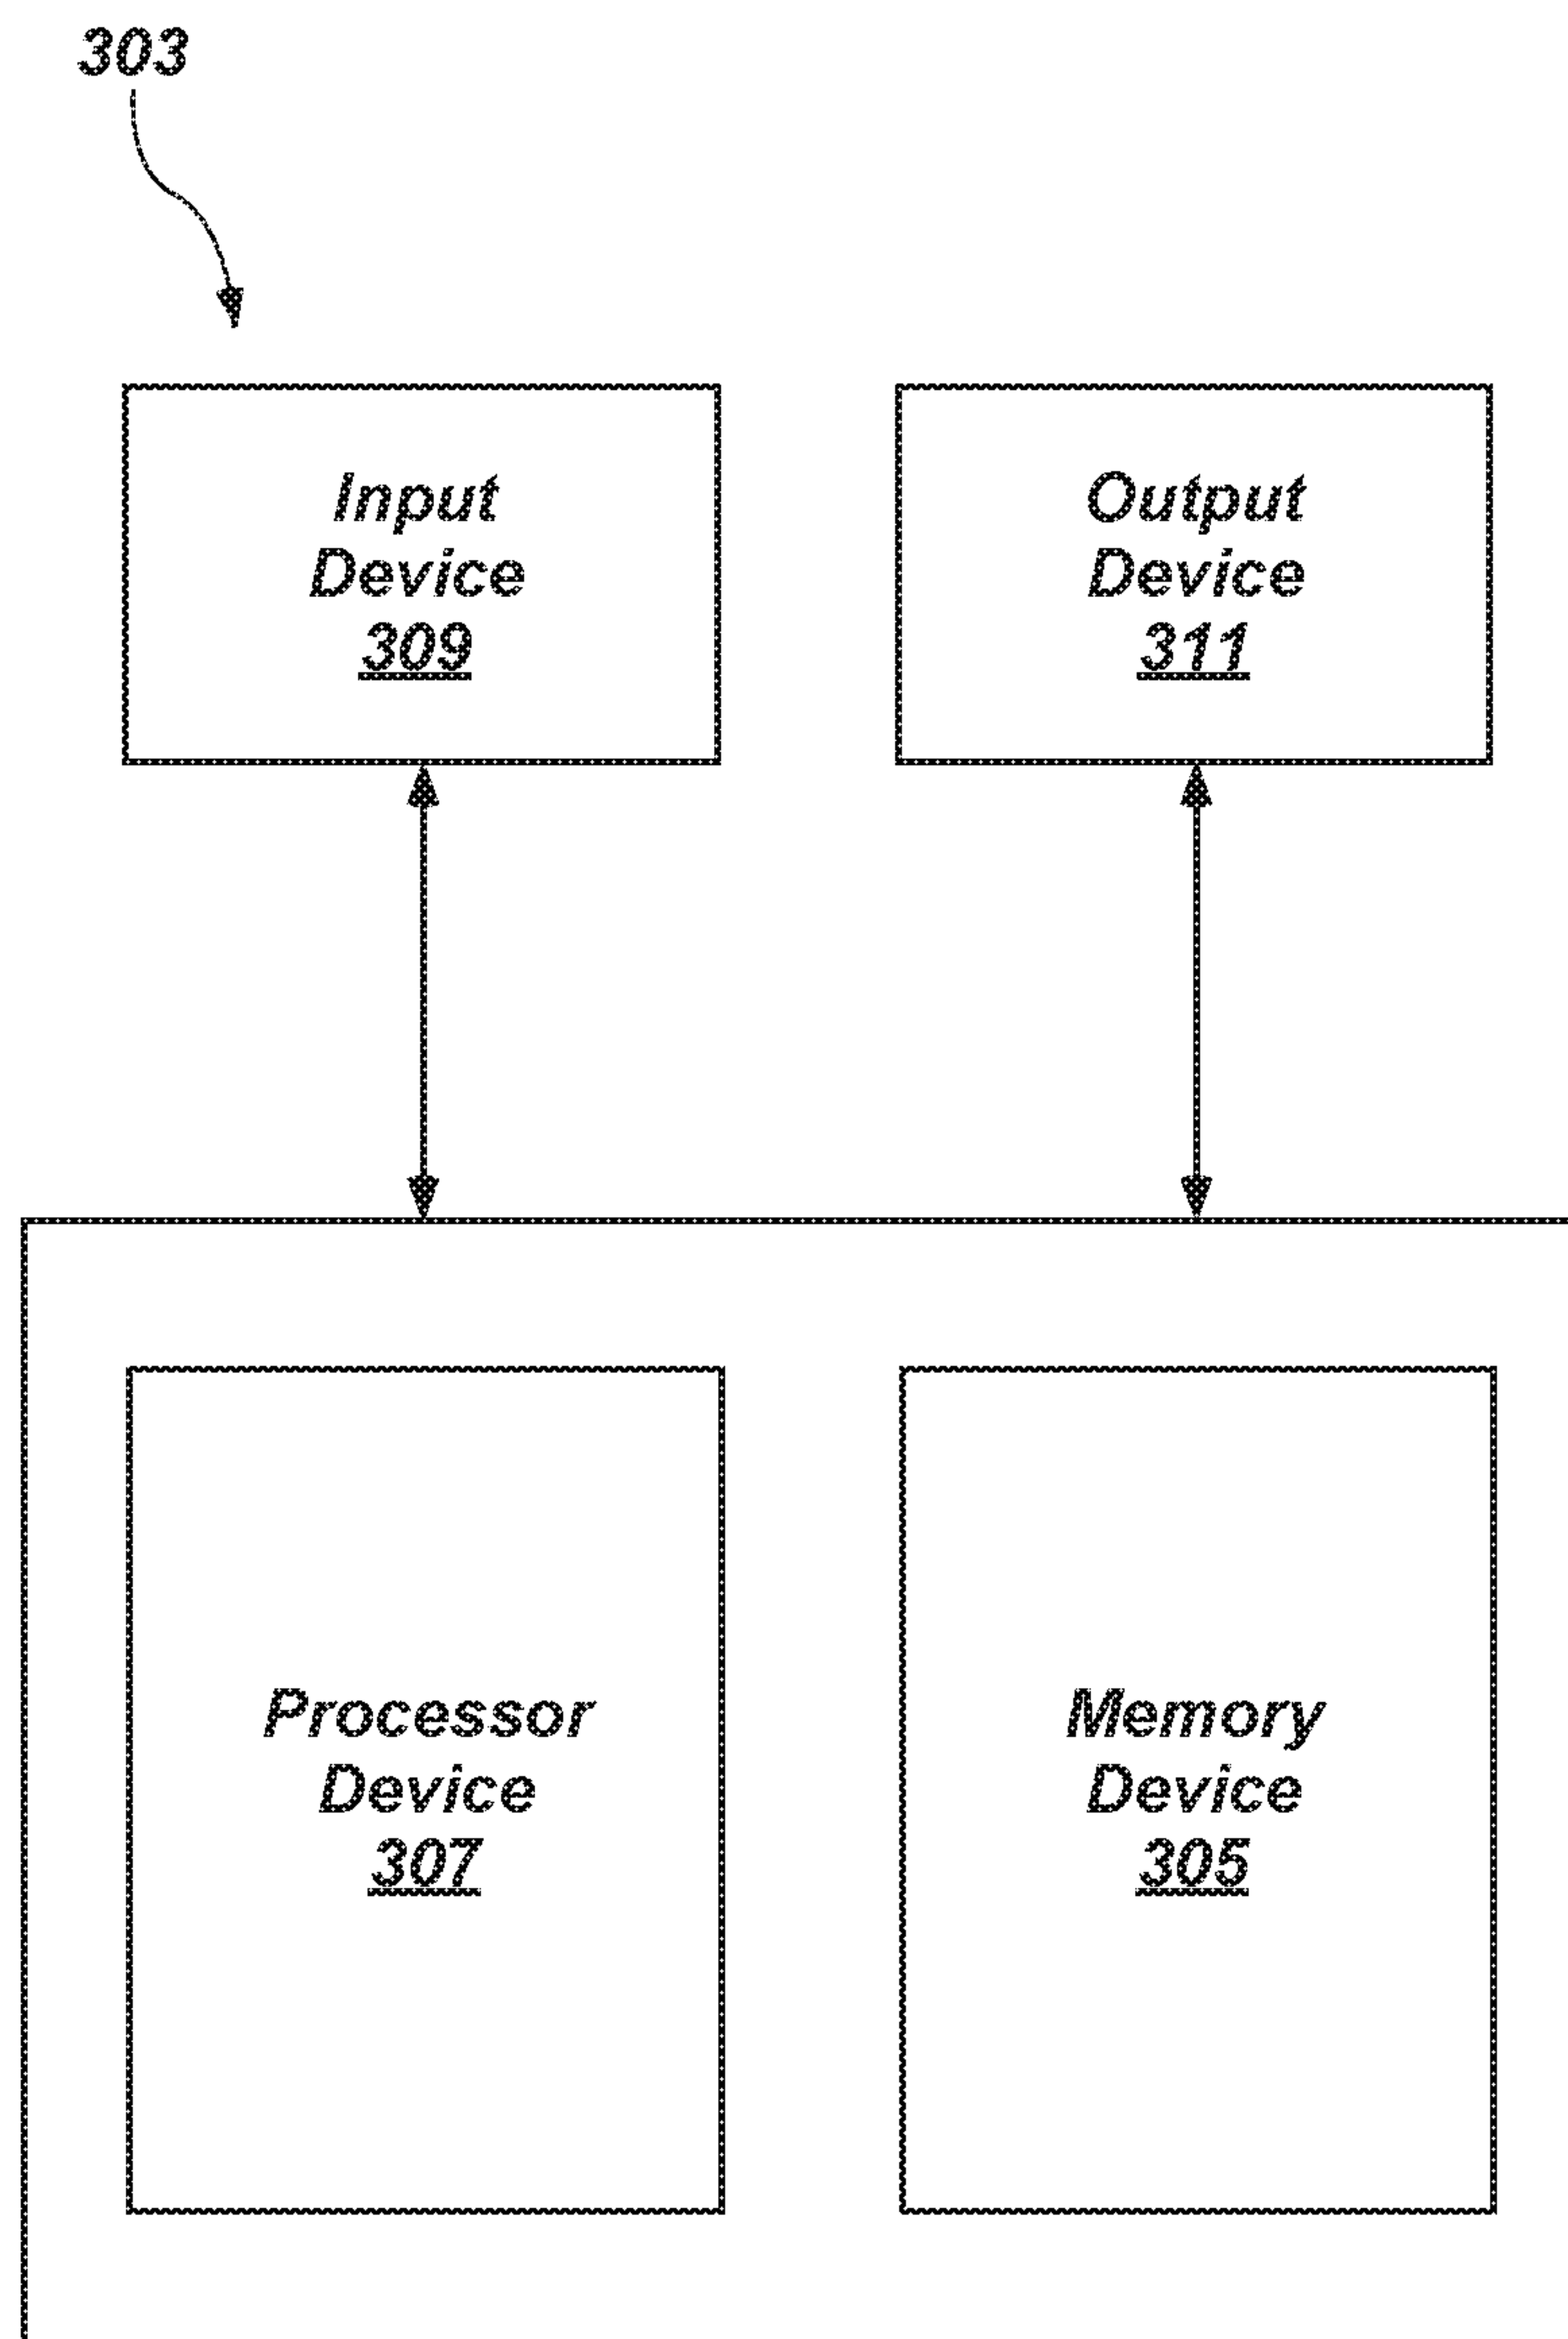 303
Input
Device
309
Output
Device
311
Processor
Device
307
Memory
Device
305